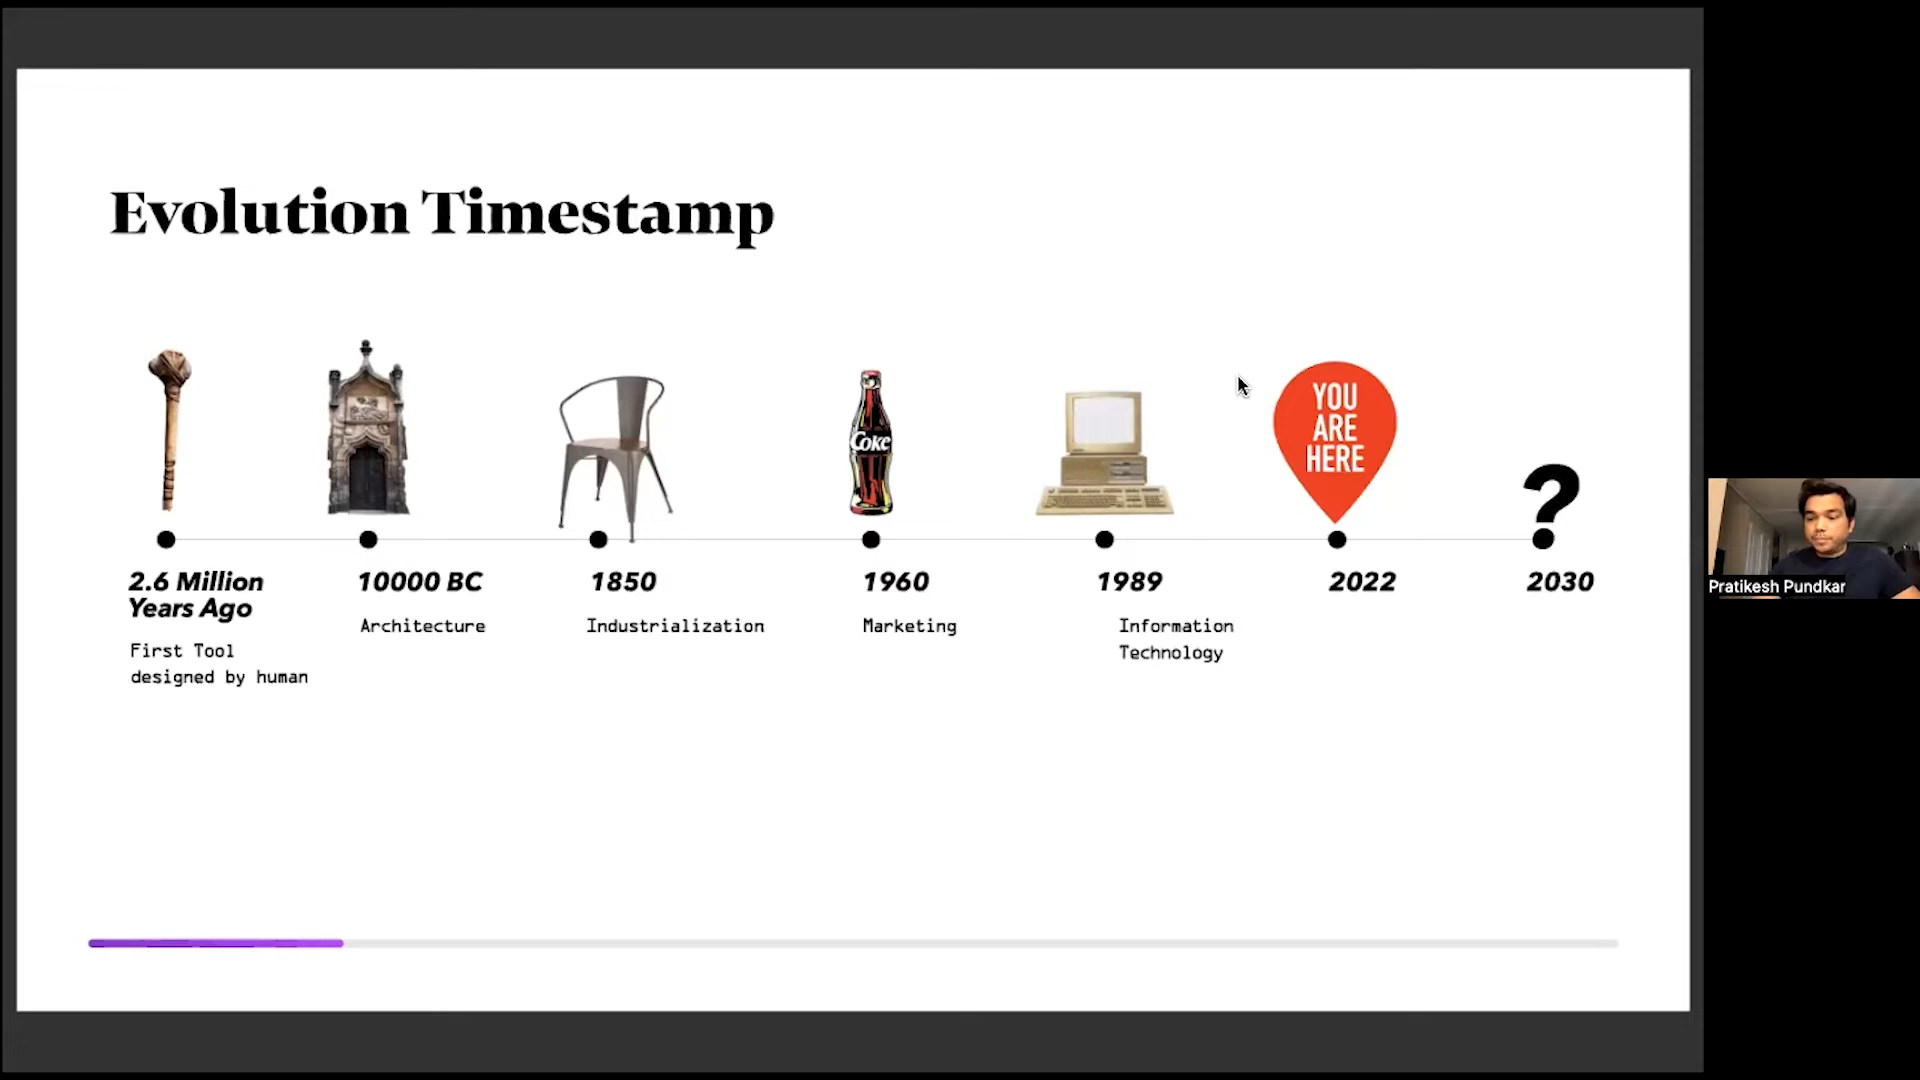 Evolution Timestamp
YOU
ARE
HERE
Coke
?
2.6 Million
Years Ago
First Tool
designed by human
10000 BC
Architecture
1850
Industrialization
1960
Marketing
1989
Information
Technology
2022
2030
Pratikesh Pundkar